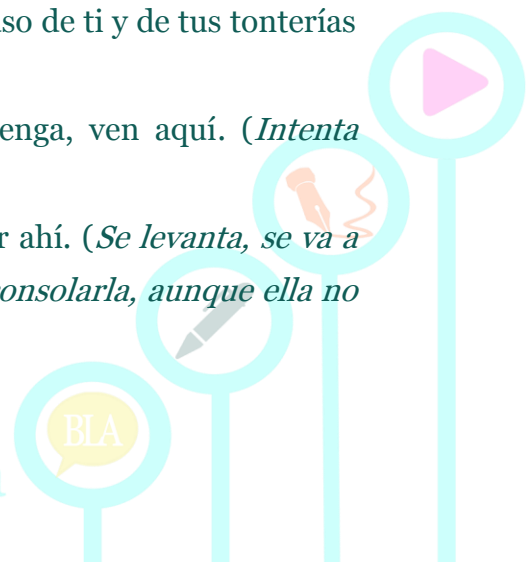 so de ti y de tus tonterías
enga, ven aquí. (Intenta
r ahí. (Se levanta, se va a
onsolarla, aunque ella no
BLA